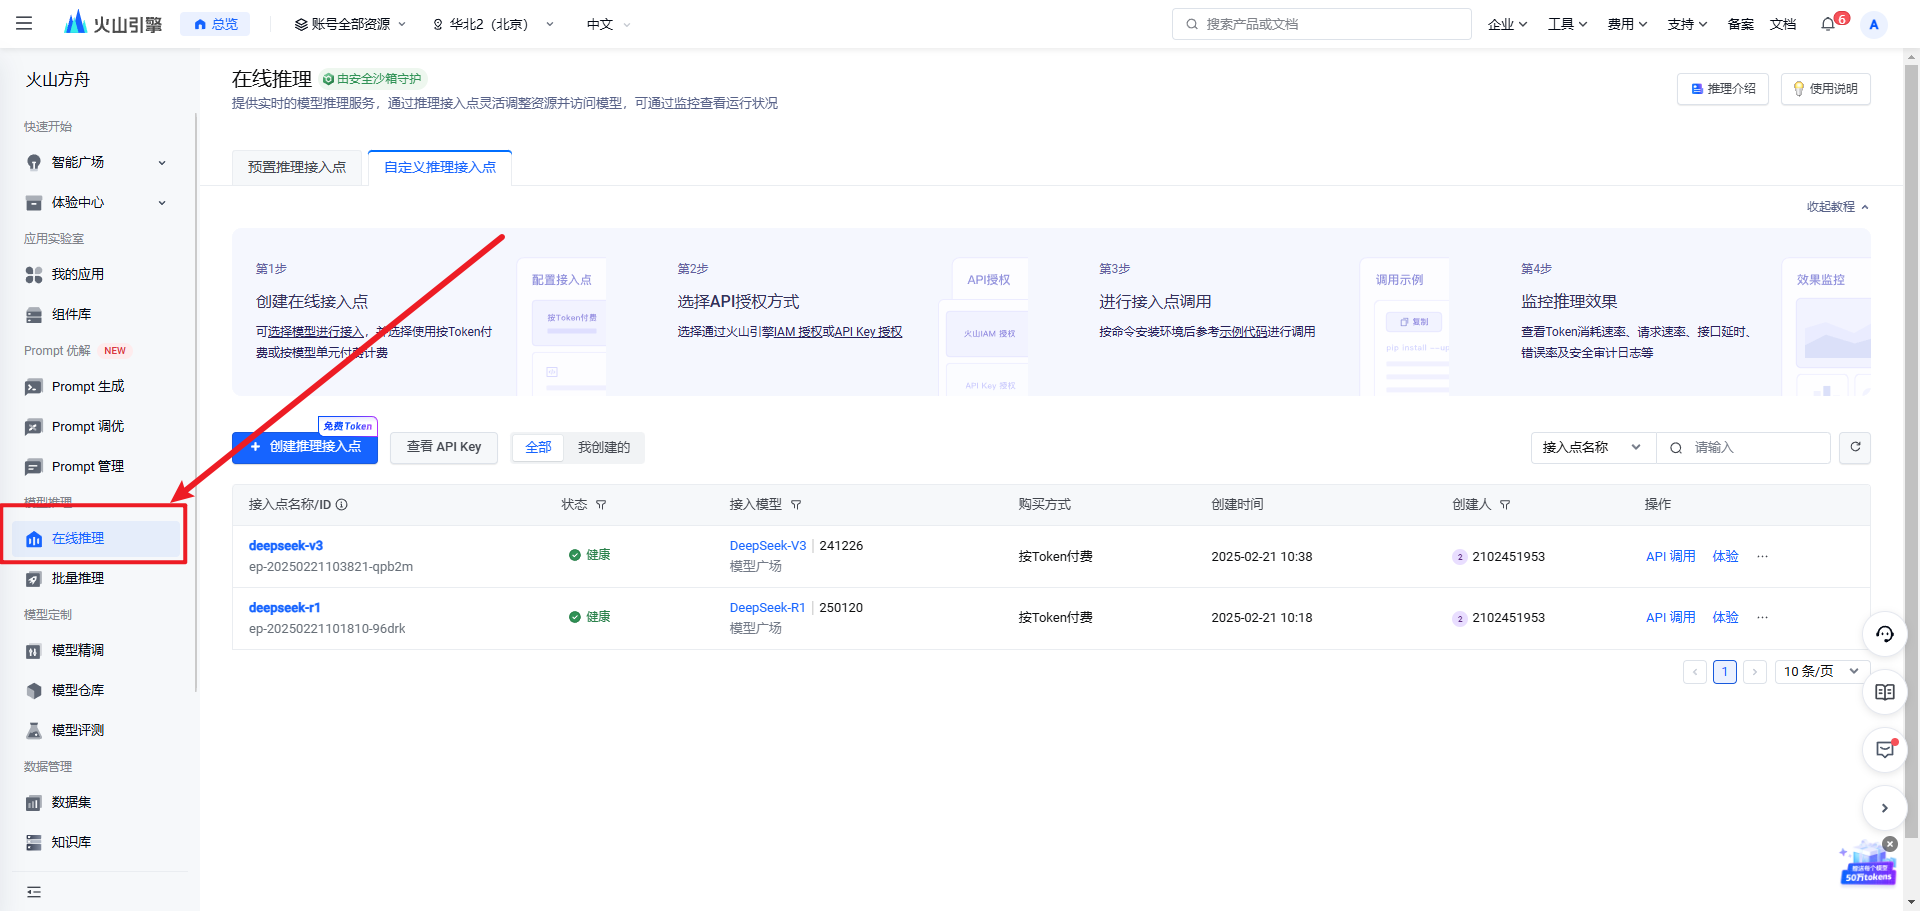 火山引擎
总览
账号全部资源
华北2（北京）
中文
搜索产品或文档
企业
工具
费用
支持
备案
文档
6
A
火山方舟
快速开始
智能广场
体验中心
应用实验室
我的应用
组件库
Prompt 优解 NEW
Prompt 生成
Prompt 调优
Prompt 管理
模型推理
在线推理
批量推理
模型定制
模型精调
模型仓库
模型评测
数据管理
数据集
知识库
在线推理
由安全沙箱守护
提供实时的模型推理服务，通过推理接入点灵活调整资源并访问模型，可通过监控查看运行状况
推理介绍
使用说明
预置推理接入点
自定义推理接入点
收起教程
第1步
创建在线接入点
可选择模型进行接入，并选择使用按Token付
费或按模型单元付费计费
配置接入点
按Token付费
第2步
选择API授权方式
选择通过火山引擎IAM 授权或API Key 授权
API授权
火山IAM 授权
API Key 授权
第3步
进行接入点调用
按命令安装环境后参考示例代码进行调用
调用示例
复制
pip install --up
第4步
监控推理效果
查看Token消耗速率、请求速率、接口延时、
错误率及安全审计日志等
效果监控
免费Token
+ 创建推理接入点
查看 API Key
全部
我创建的
接入点名称
请输入
接入点名称/ID
状态
接入模型
购买方式
创建时间
创建人
操作
deepseek-v3
ep-20250221103821-qpb2m
健康
DeepSeek-V3 | 241226
模型广场
按Token付费
2025-02-21 10:38
2 2102451953
API 调用
体验
···
deepseek-r1
ep-20250221101810-96drk
健康
DeepSeek-R1 | 250120
模型广场
按Token付费
2025-02-21 10:18
2 2102451953
API 调用
体验
···
1
10 条/页
赠送每个模型
50万tokens